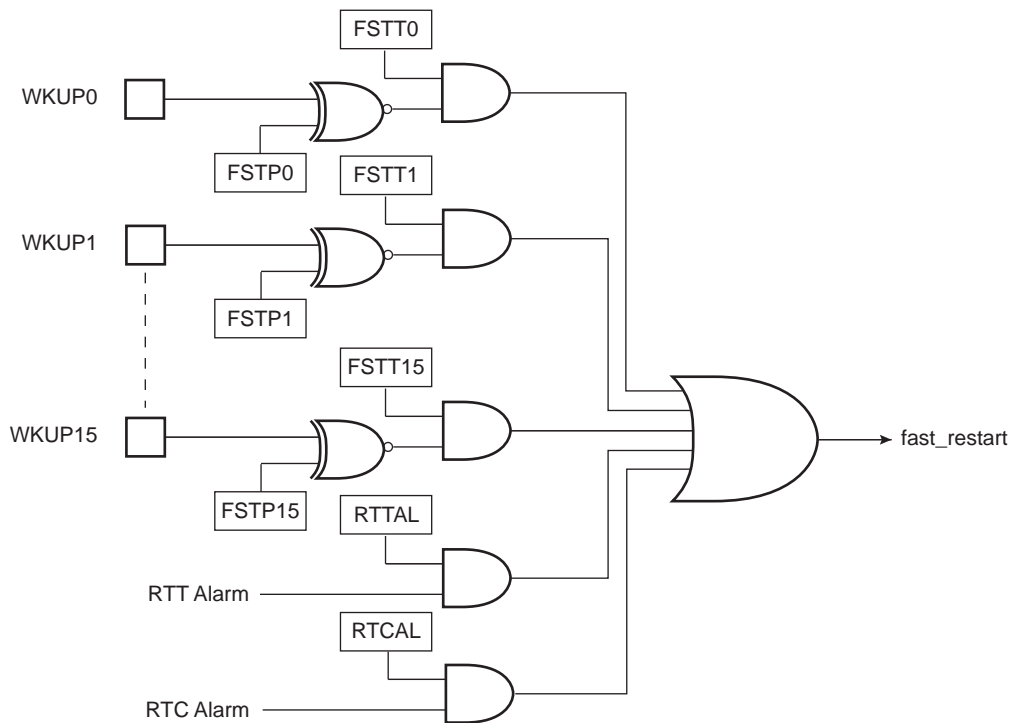 FSTT0
WKUP0
FSTP0
FSTT1
WKUP1
FSTP1
FSTT15
WKUP15
fast_restart
FSTP15
RTTAL
RTT Alarm
RTCAL
RTC Alarm